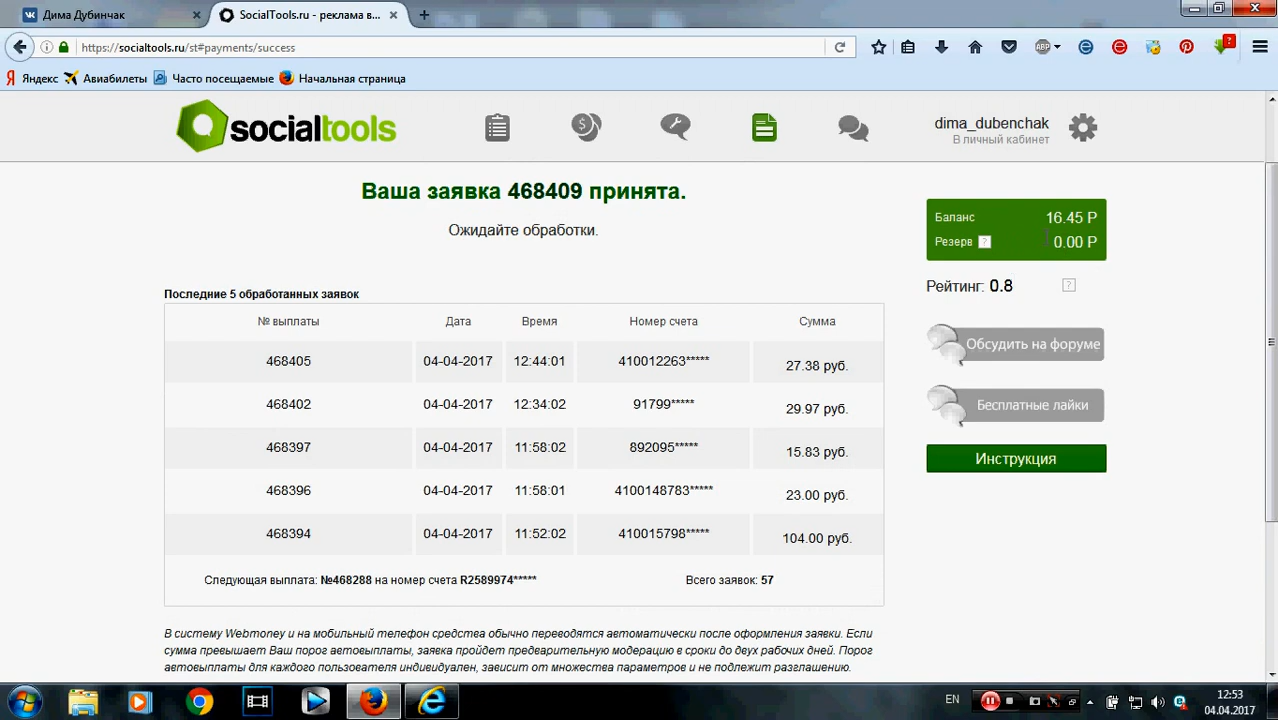 Дима Дубинчак
SocialTools.ru - реклама в...
https://socialtools.ru/st#payments/success
ABP
?
Яндекс Авиабилеты Часто посещаемые Начальная страница
socialtools
dima_dubenchak
В личный кабинет
Ваша заявка 468409 принята.
Ожидайте обработки.
Баланс 16.45 Р
Резерв ? 0.00 Р
Рейтинг: 0.8 ?
Обсудить на форуме
Бесплатные лайки
Инструкция
Последние 5 обработанных заявок
№ выплаты Дата Время Номер счета Сумма
468405 04-04-2017 12:44:01 410012263***** 27.38 руб.
468402 04-04-2017 12:34:02 91799***** 29.97 руб.
468397 04-04-2017 11:58:02 892095***** 15.83 руб.
468396 04-04-2017 11:58:01 4100148783***** 23.00 руб.
468394 04-04-2017 11:52:02 410015798***** 104.00 руб.
Следующая выплата: №468288 на номер счета R2589974***** Всего заявок: 57
В систему Webmoney и на мобильный телефон средства обычно переводятся автоматически после оформления заявки. Если
сумма превышает Ваш порог автовыплаты, заявка пройдет предварительную модерацию в сроки до двух рабочих дней. Порог
автовыплаты для каждого пользователя индивидуален, зависит от множества параметров и не подлежит разглашению.
EN
12:53
04.04.2017